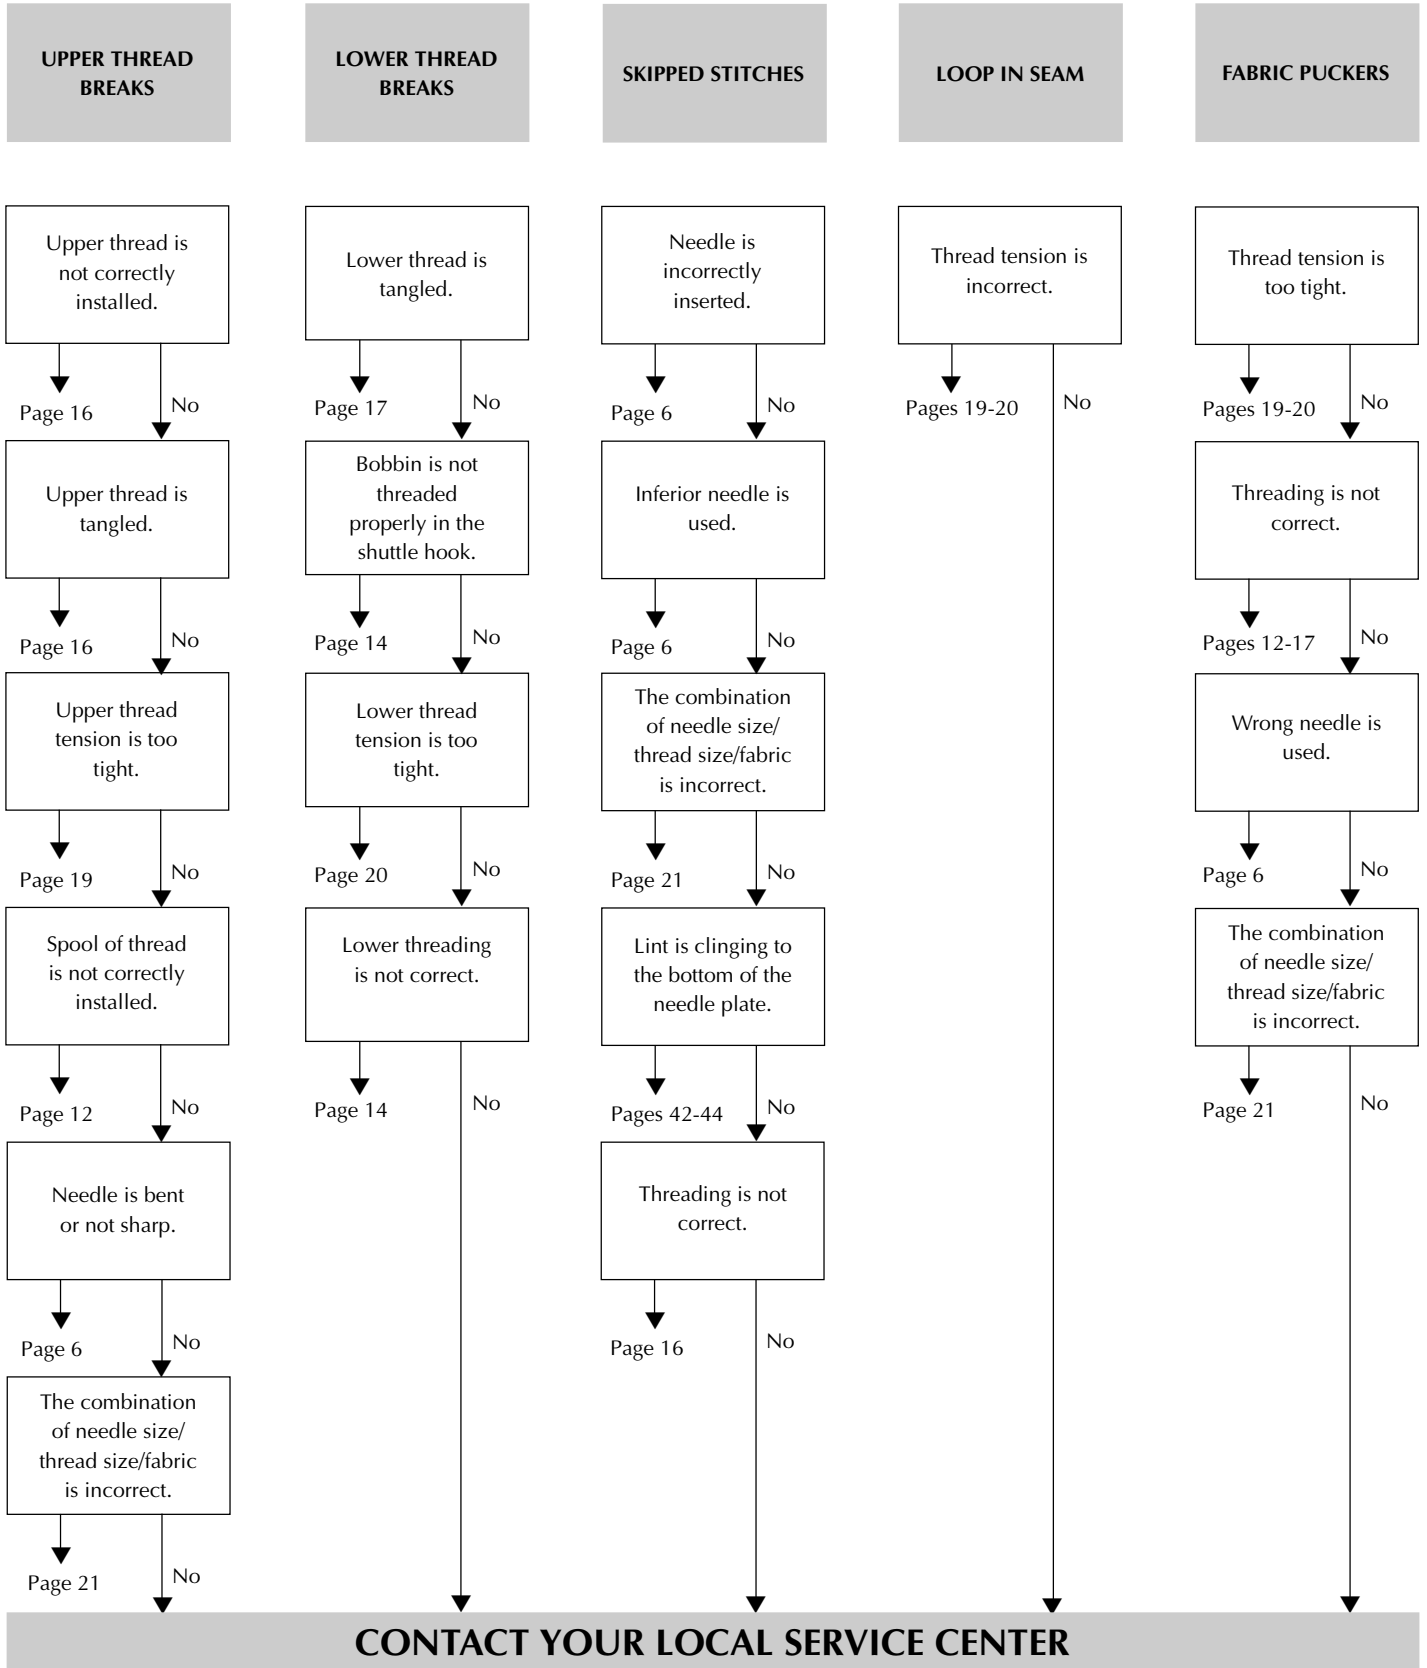 UPPER THREAD
BREAKS
LOWER THREAD
BREAKS
SKIPPED STITCHES
LOOP IN SEAM
FABRIC PUCKERS
Upper thread is
not correctly
installed.
Page 16
No
Upper thread is
tangled.
Page 16
No
Upper thread
tension is too
tight.
Page 19
No
Spool of thread
is not correctly
installed.
Page 12
No
Needle is bent
or not sharp.
Page 6
No
The combination
of needle size/
thread size/fabric
is incorrect.
Page 21
No
Lower thread is
tangled.
Page 17
No
Bobbin is not
threaded
properly in the
shuttle hook.
Page 14
No
Lower thread
tension is too
tight.
Page 20
No
Lower threading
is not correct.
Page 14
No
Needle is
incorrectly
inserted.
Page 6
No
Inferior needle is
used.
Page 6
No
The combination
of needle size/
thread size/fabric
is incorrect.
Page 21
No
Lint is clinging to
the bottom of the
needle plate.
Pages 42-44
No
Threading is not
correct.
Page 16
No
Thread tension is
incorrect.
Pages 19-20
No
Thread tension is
too tight.
Pages 19-20
No
Threading is not
correct.
Pages 12-17
No
Wrong needle is
used.
Page 6
No
The combination
of needle size/
thread size/fabric
is incorrect.
Page 21
No
CONTACT YOUR LOCAL SERVICE CENTER